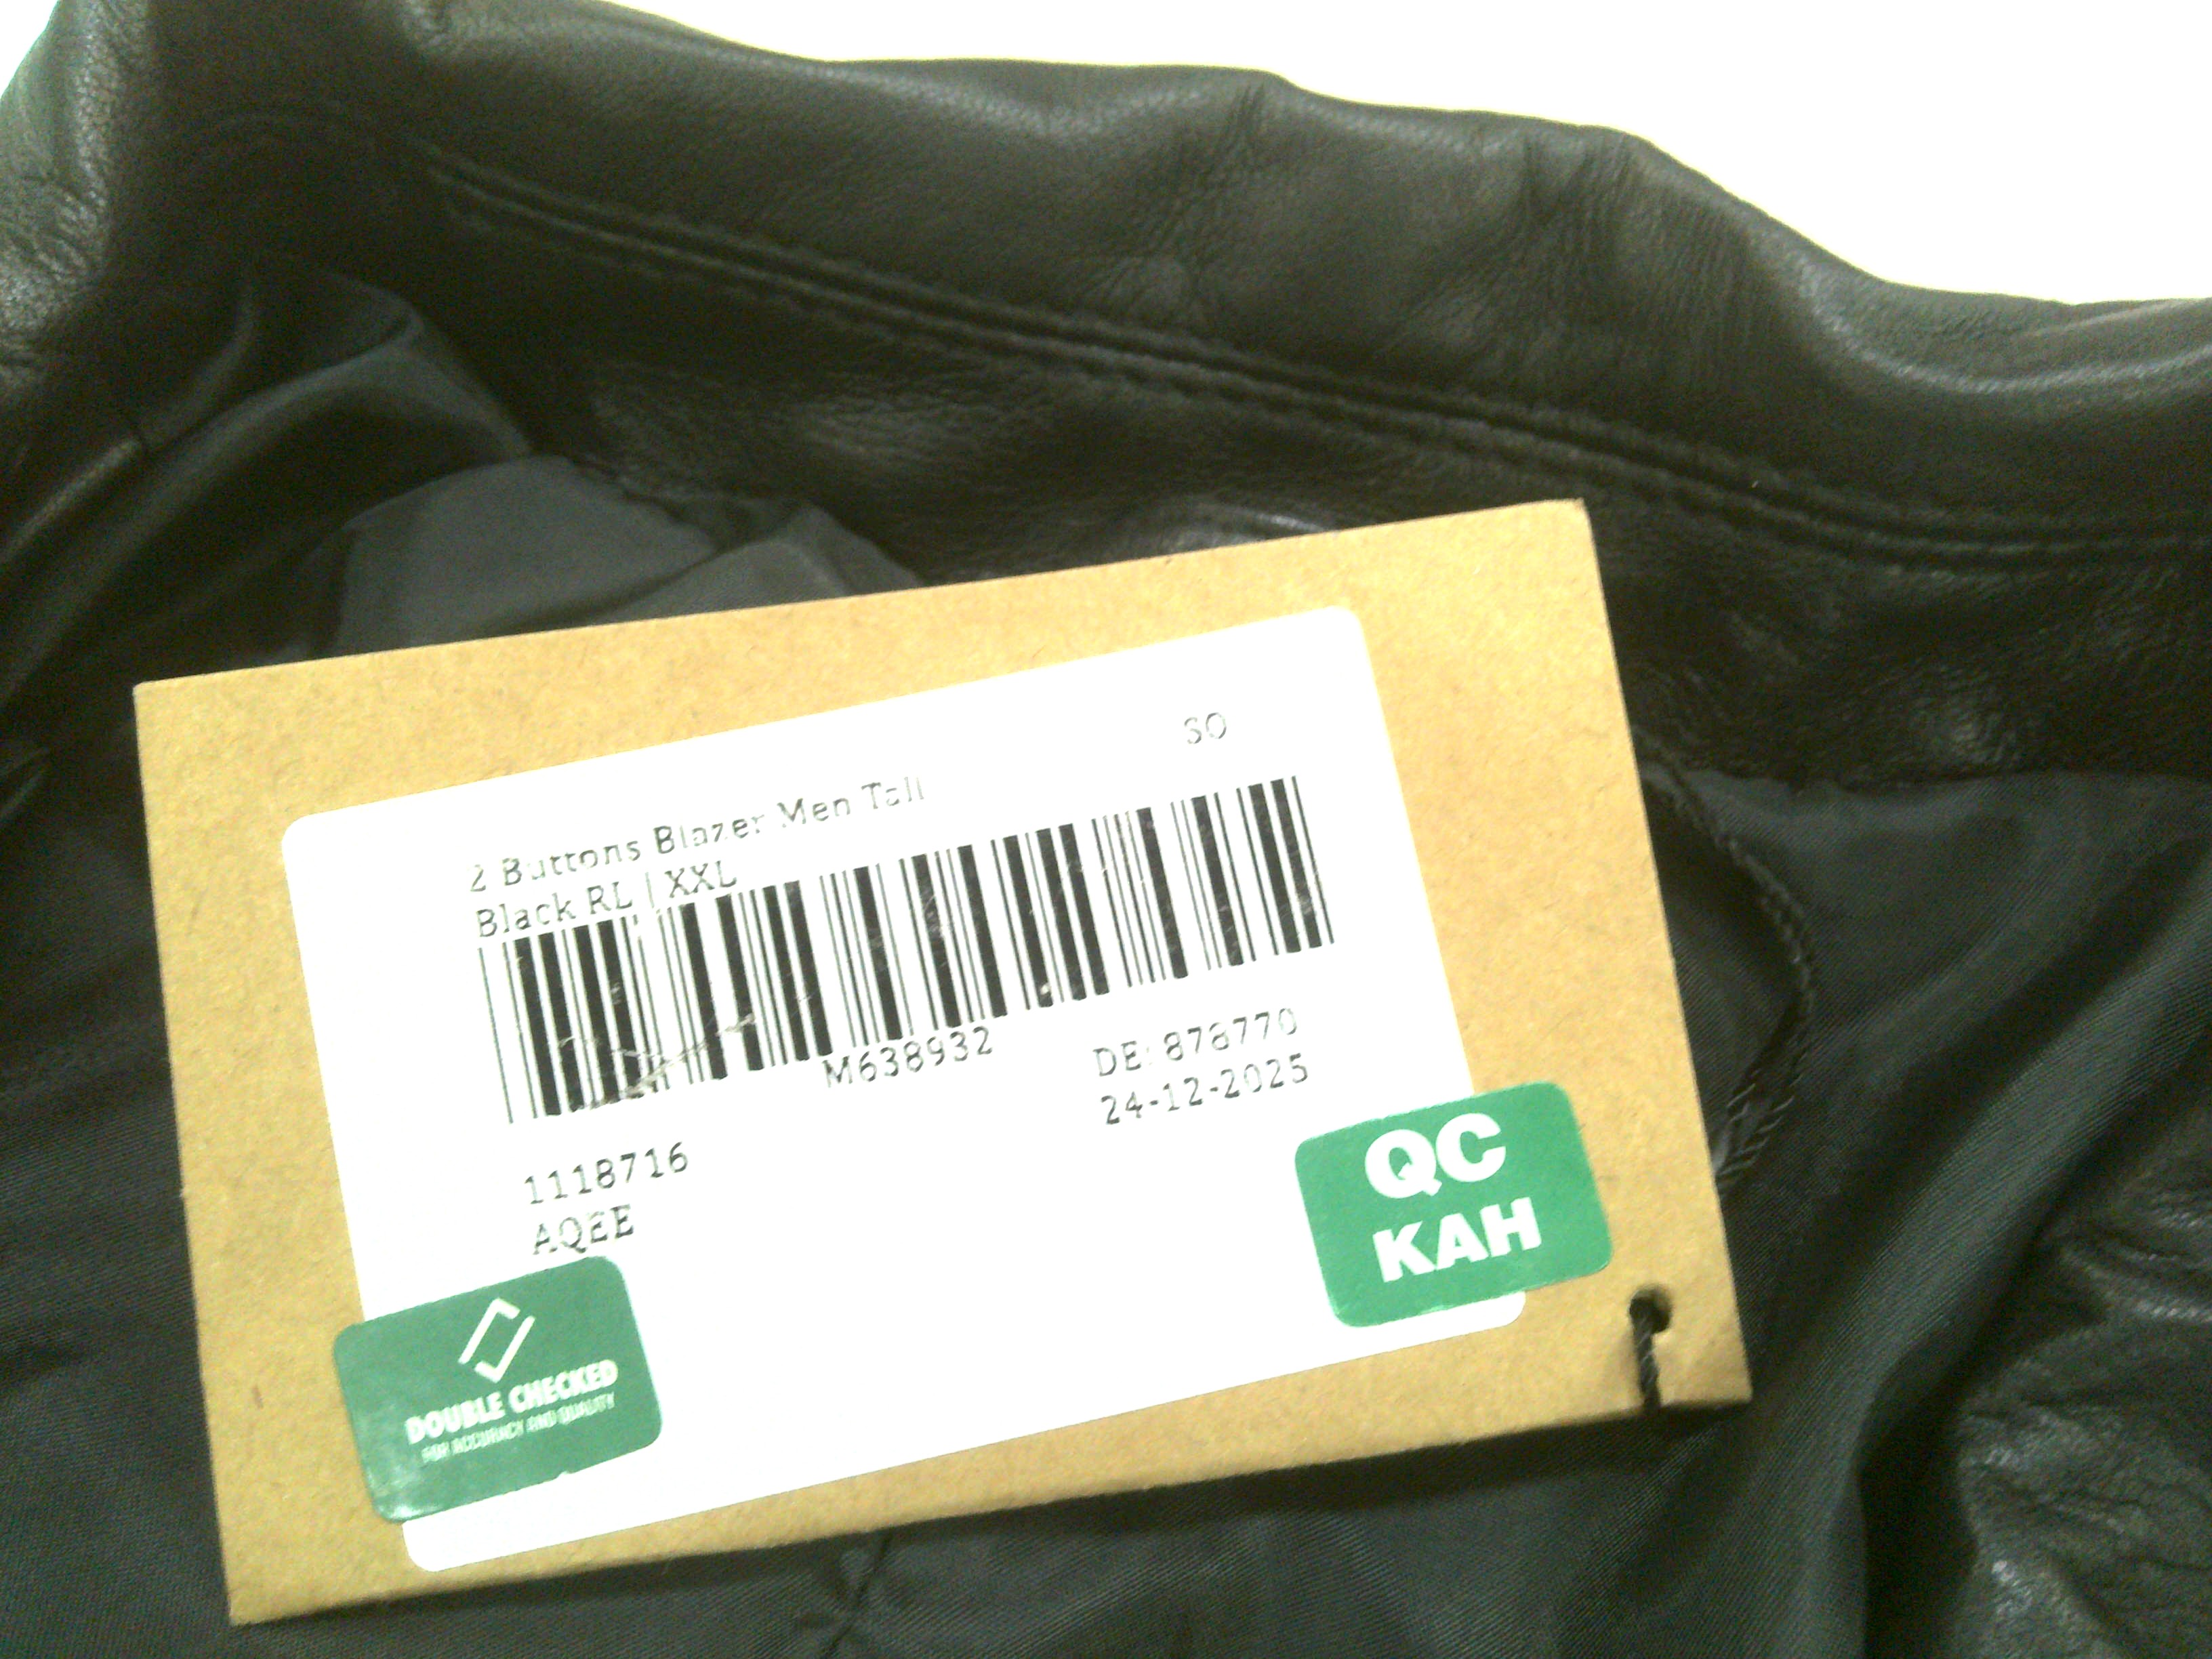 SO
2 Buttons Blazer Men Tall
Black RL | XXL
M638932
DE: 878770
24-12-2025
1118716
AQEE
QC
KAH
DOUBLE CHECKED
FOR ACCURACY AND QUALITY